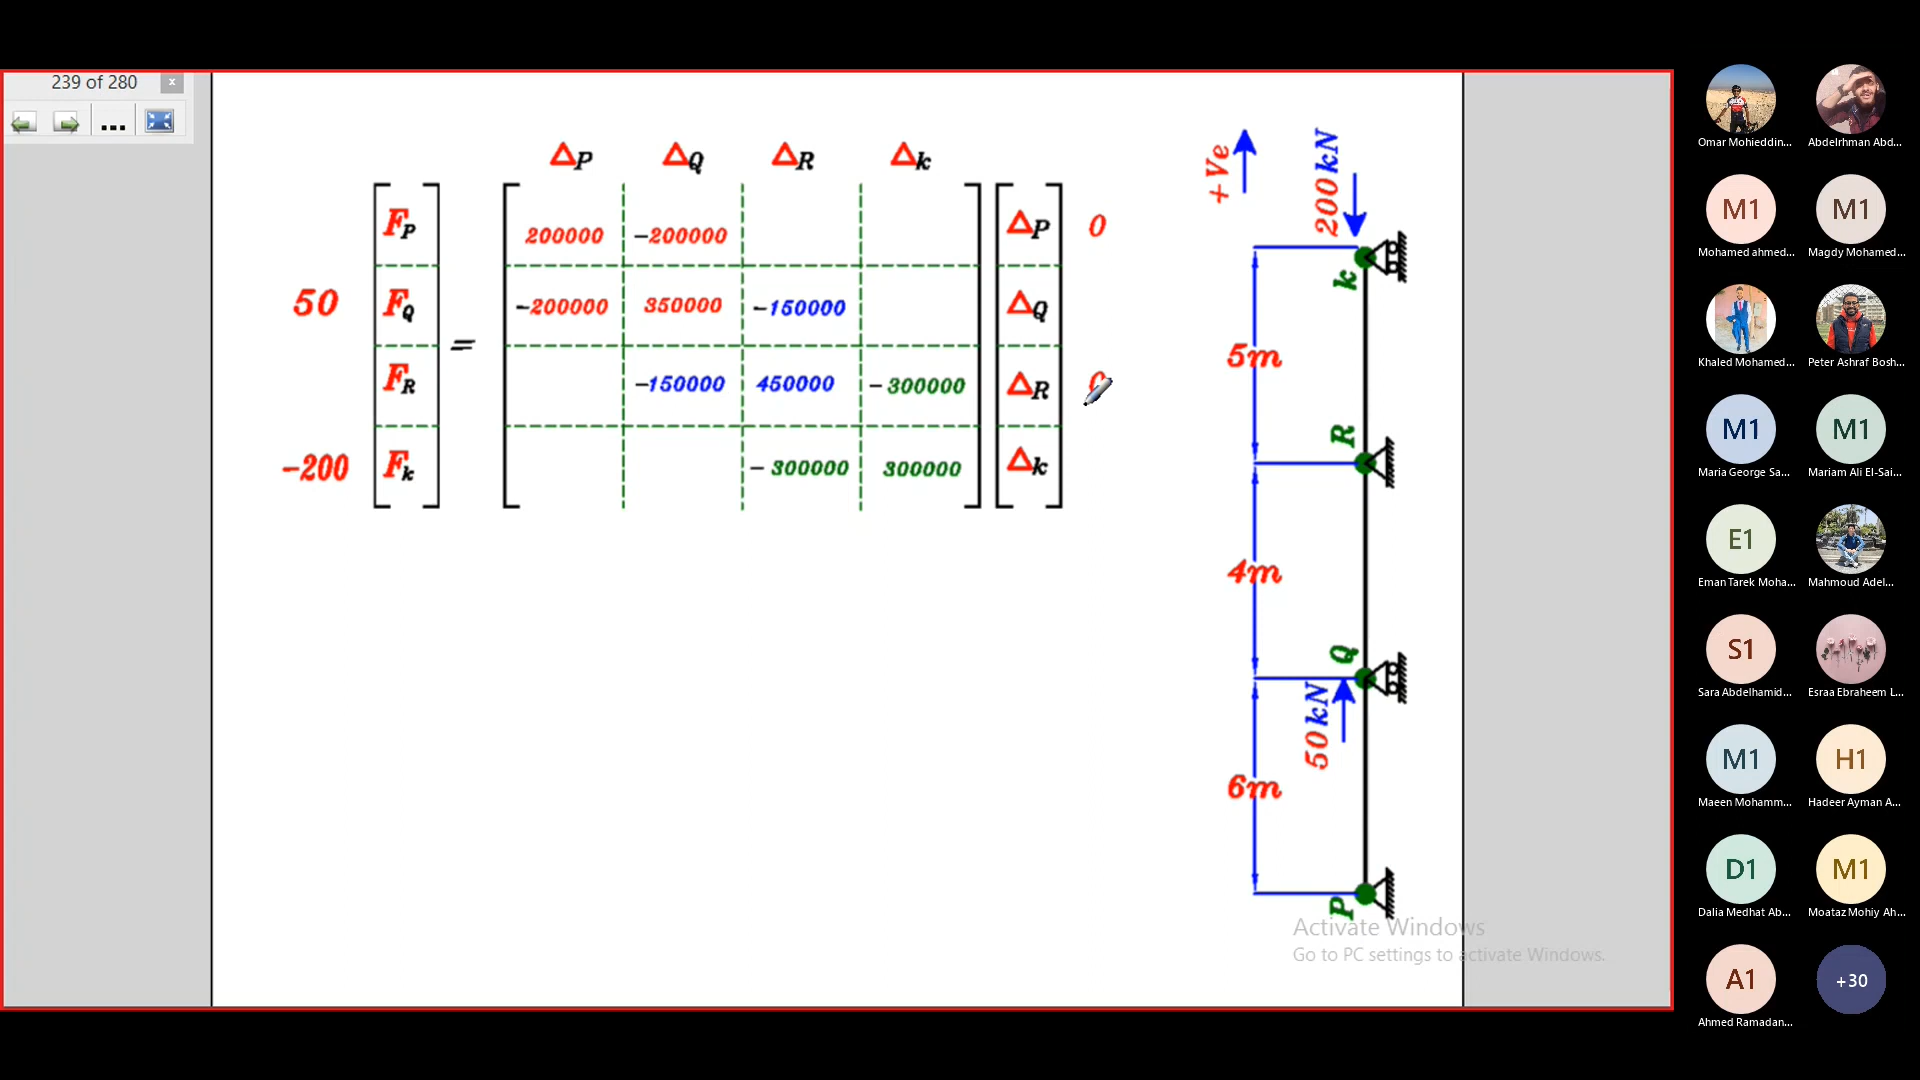 239 of 280
x
...
ΔP ΔQ ΔR Δk
FP 200000 -200000 ΔP 0
50 FQ -200000 350000 -150000 ΔQ
=
FR -150000 450000 -300000 ΔR
-200 Fk -300000 300000 Δk
+Ve
200kN
k
5m
R
4m
Q
50kN
6m
P
Activate Windows
Go to PC settings to activate Windows.
Omar Mohieddin...
Abdelrhman Abd...
M1
M1
Mohamed ahmed...
Magdy Mohamed...
Khaled Mohamed...
Peter Ashraf Bosh...
M1
M1
Maria George Sa...
Mariam Ali El-Sai...
E1
Eman Tarek Moha...
Mahmoud Adel...
S1
Sara Abdelhamid...
Esraa Ebraheem L...
M1
H1
Maeen Mohamm...
Hadeer Ayman A...
D1
M1
Dalia Medhat Ab...
Moataz Mohiy Ah...
A1
+30
Ahmed Ramadan...